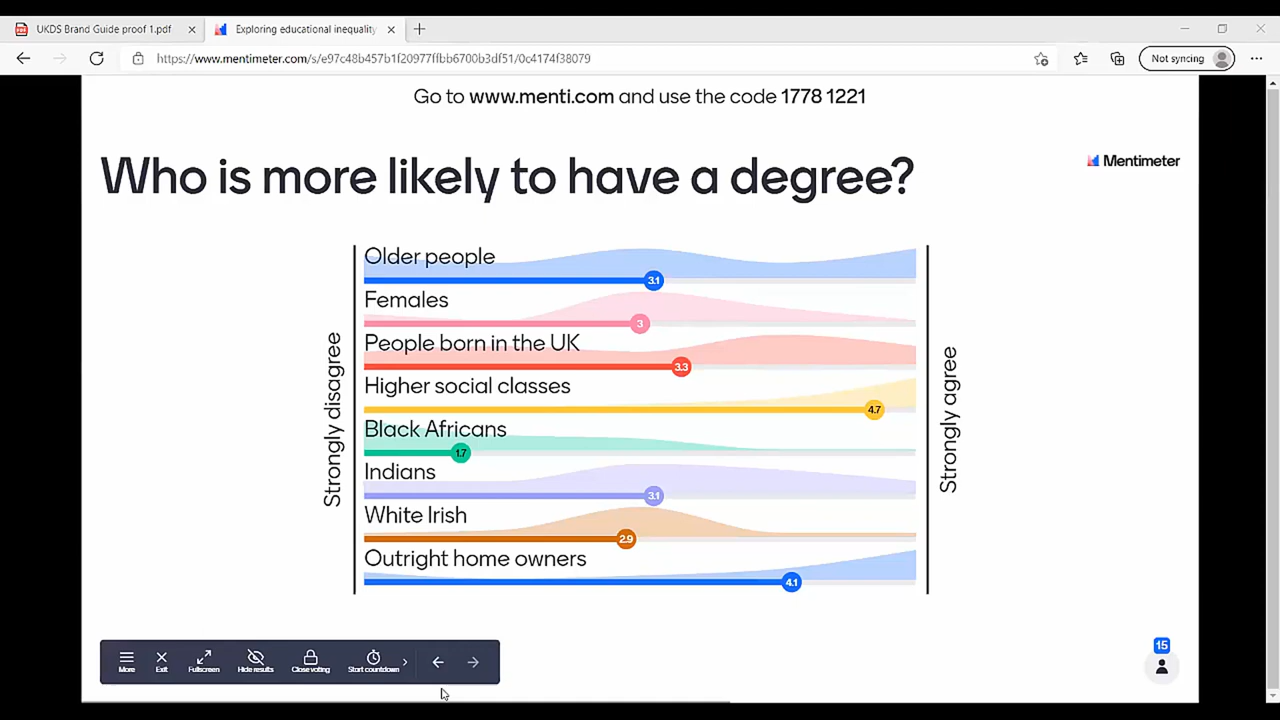 UKDS Brand Guide proof 1.pdf
Exploring educational inequality
https://www.mentimeter.com/s/e97c48b457b1f20977ffbb6700b3df51/0c4174f38079
Not syncing
Go to www.menti.com and use the code 1778 1221
Who is more likely to have a degree?
Mentimeter
Strongly disagree
Older people
3.1
Females
3
People born in the UK
3.3
Higher social classes
4.7
Black Africans
1.7
Indians
3.1
White Irish
2.9
Outright home owners
4.1
Strongly agree
More
Exit
Fullscreen
Hide results
Close voting
Start countdown
15